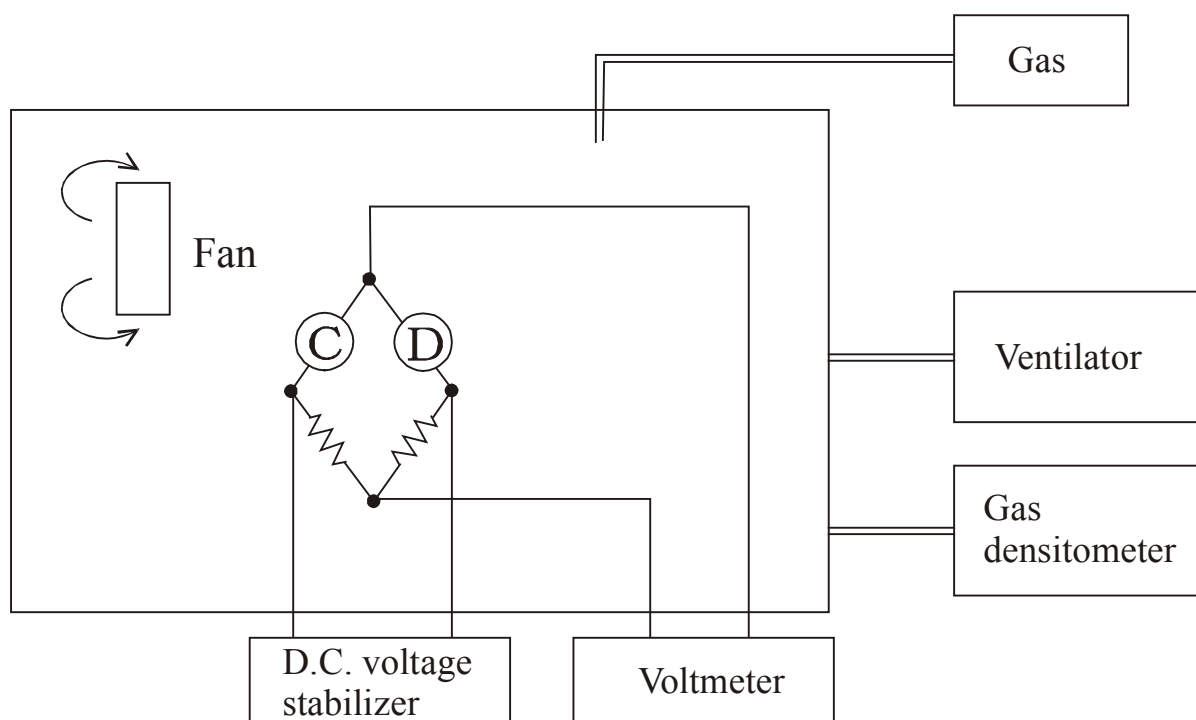 Gas
Fan
C
D
Ventilator
Gas
densitometer
D.C. voltage
stabilizer
Voltmeter